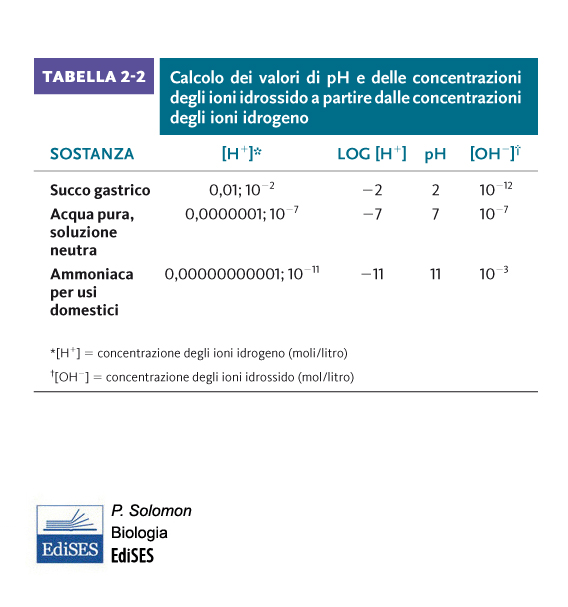 TABELLA 2-2
Calcolo dei valori di pH e delle concentrazioni
degli ioni idrossido a partire dalle concentrazioni
degli ioni idrogeno
SOSTANZA [H⁺]* LOG [H⁺] pH [OH⁻]†
Succo gastrico 0,01; 10⁻² −2 2 10⁻¹²
Acqua pura, 0,0000001; 10⁻⁷ −7 7 10⁻⁷
soluzione
neutra
Ammoniaca 0,00000000001; 10⁻¹¹ −11 11 10⁻³
per usi
domestici
*[H⁺] = concentrazione degli ioni idrogeno (moli/litro)
†[OH⁻] = concentrazione degli ioni idrossido (mol/litro)
P. Solomon
Biologia
EdiSES
EdiSES